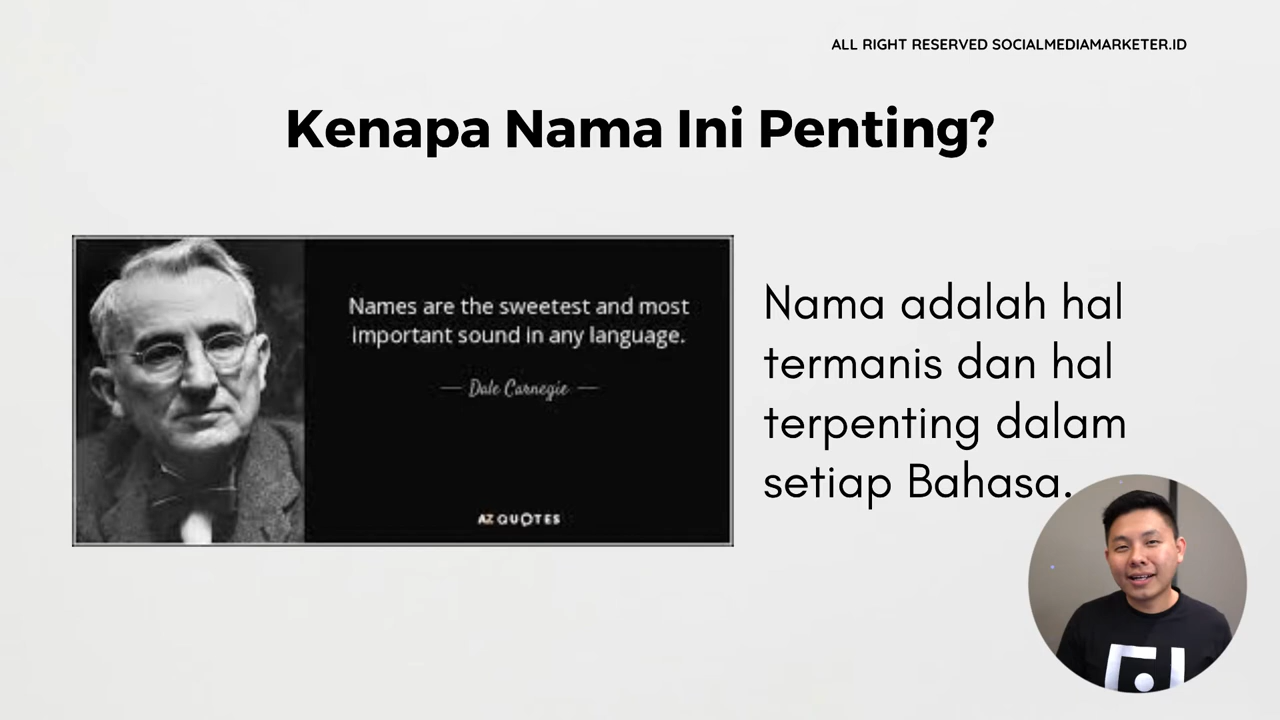 ALL RIGHT RESERVED SOCIALMEDIAMARKETER.ID
Kenapa Nama Ini Penting?
Names are the sweetest and most
important sound in any language.
— Dale Carnegie —
AZ QUOTES
Nama adalah hal
termanis dan hal
terpenting dalam
setiap Bahasa.